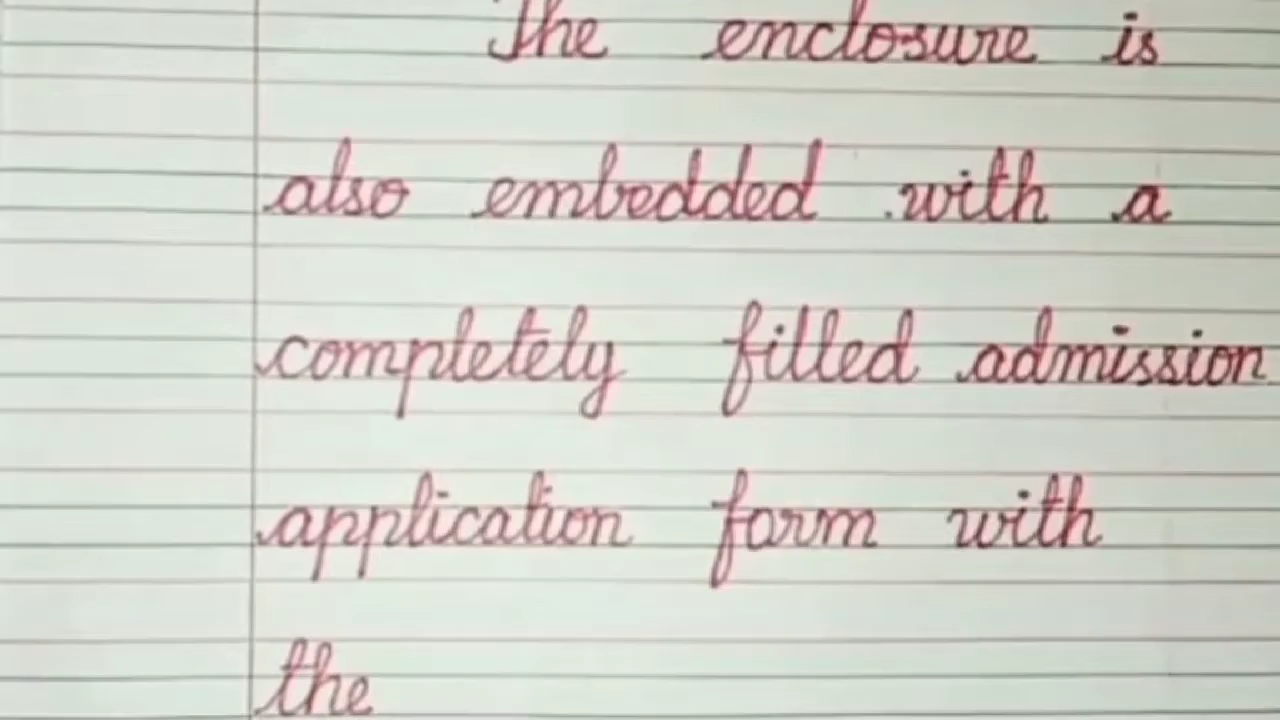 The enclosure is
also embedded with a
completely filled admission
application form with
the